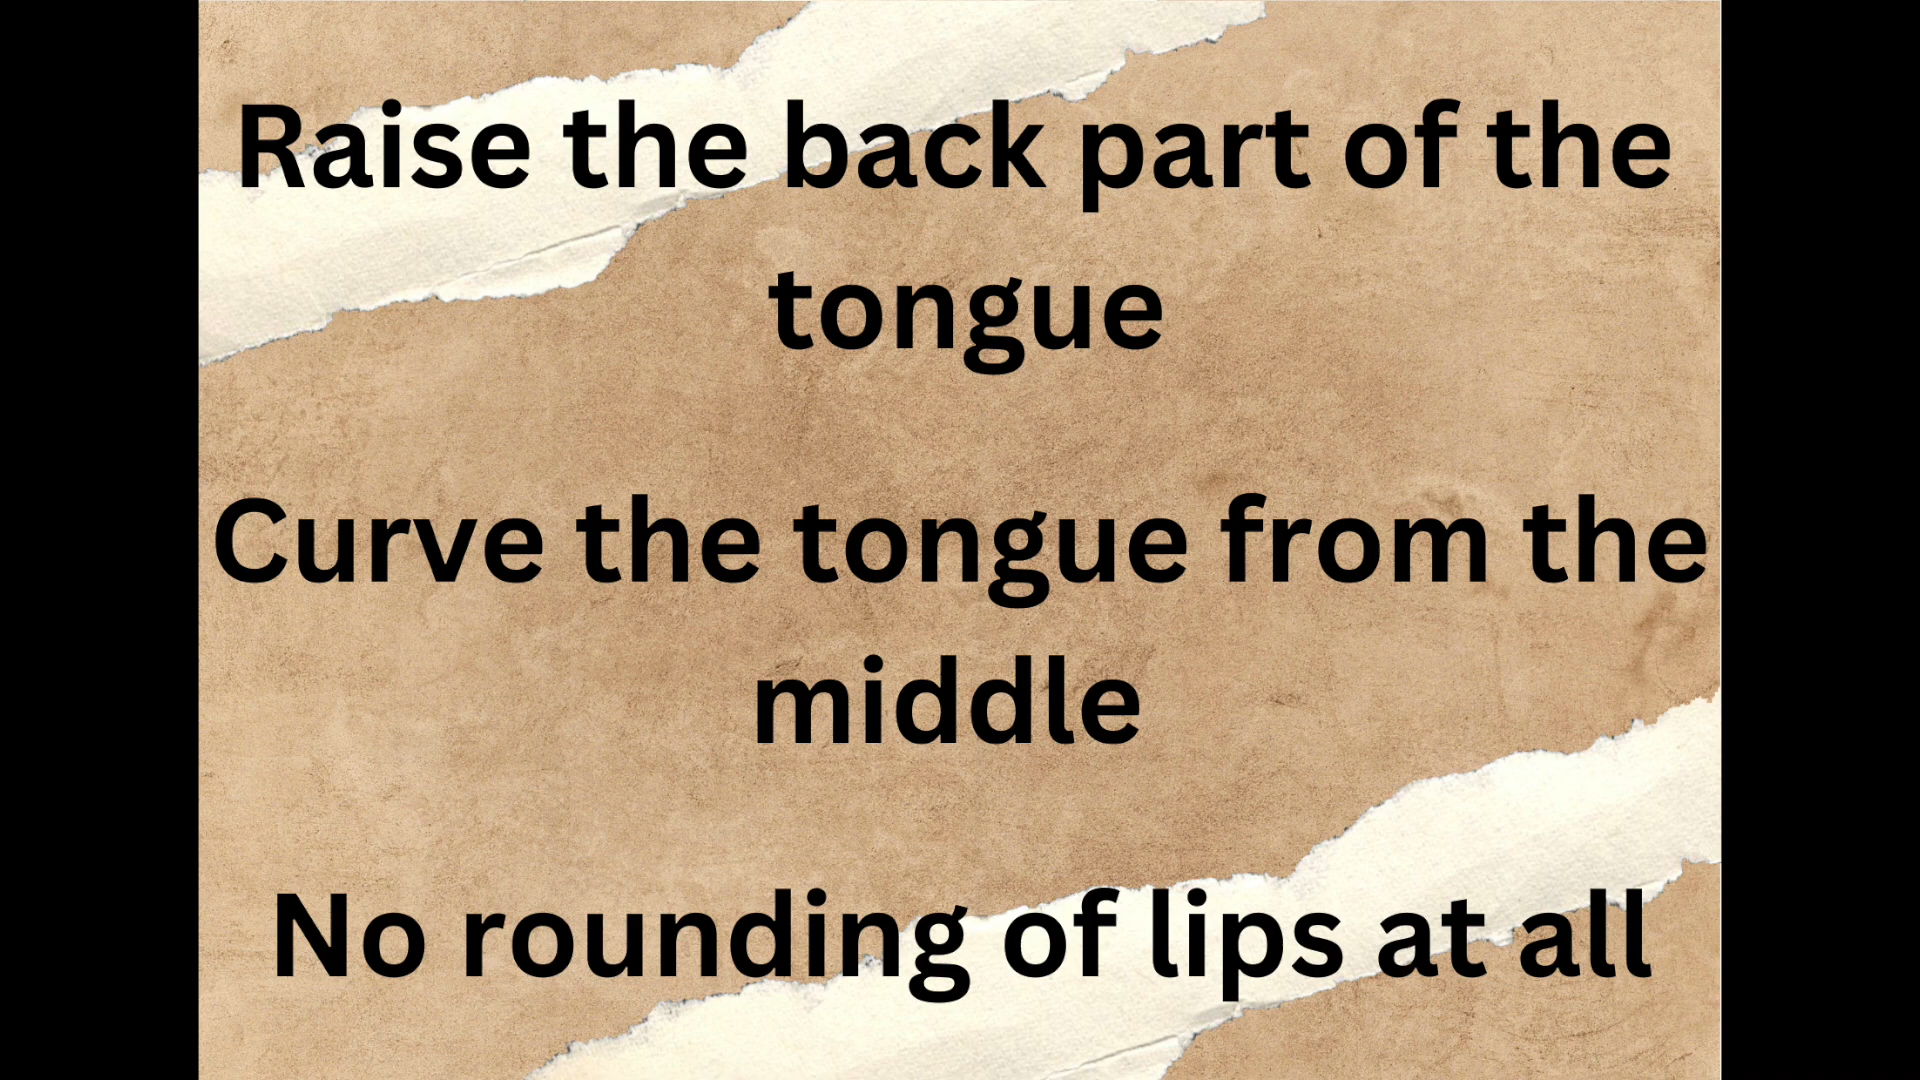 Raise the back part of the
tongue
Curve the tongue from the
middle
No rounding of lips at all